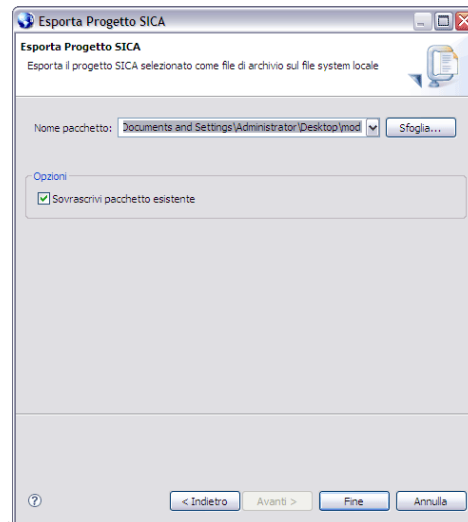 Esporta Progetto SICA
Esporta Progetto SICA
Esporta il progetto SICA selezionato come file di archivio sul file system locale
Nome pacchetto: Documents and Settings\Administrator\Desktop\mod Sfoglia...
Opzioni
Sovrascrivi pacchetto esistente
? < Indietro Avanti > Fine Annulla